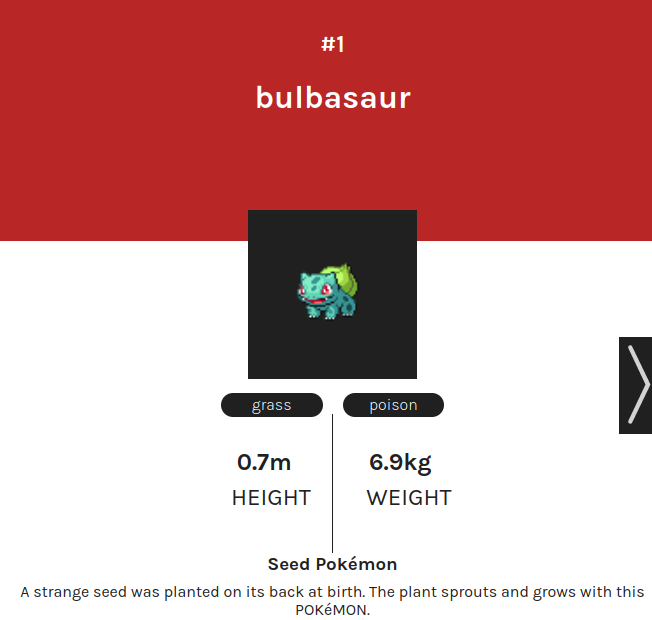 #1
bulbasaur
grass poison
0.7m 6.9kg
HEIGHT WEIGHT
Seed Pokémon
A strange seed was planted on its back at birth. The plant sprouts and grows with this
POKéMON.